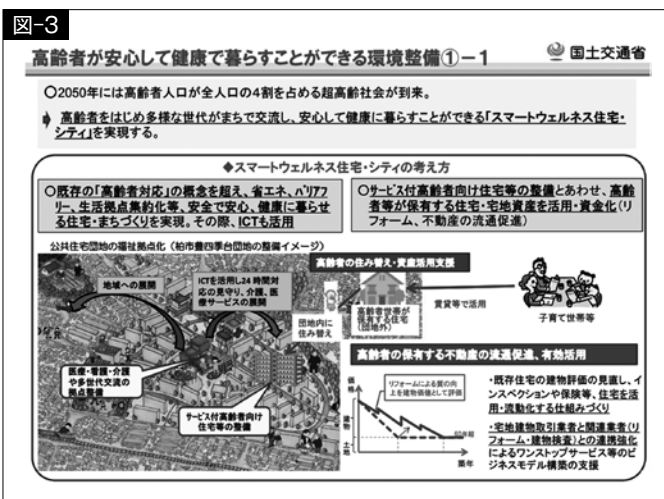 図-3
高齢者が安心して健康で暮らすことができる環境整備①－1
国土交通省
○2050年には高齢者人口が全人口の4割を占める超高齢社会が到来。
高齢者をはじめ多様な世代がまちで交流し、安心して健康に暮らすことができる「スマートウェルネス住宅・
シティ」を実現する。
◆スマートウェルネス住宅・シティの考え方
○既存の「高齢者対応」の概念を超え、省エネ、バリアフ
リー、生活拠点集約化等、安全で安心、健康に暮らせ
る住宅・まちづくりを実現。その際、ICTも活用
○サービス付高齢者向け住宅等の整備とあわせ、高齢
者等が保有する住宅・宅地資産を活用・資金化(リ
フォーム、不動産の流通促進)
公共住宅団地の福祉拠点化（柏市豊四季台団地の整備イメージ）
地域への展開
ICTを活用し24時間対
応の見守り、介護、医
療サービスの展開
医療・看護・介護
や多世代交流の
拠点整備
サービス付高齢者向け
住宅等の整備
高齢者の住み替え・資産活用支援
団地内に
住み替え
高齢者世帯が
保有する住宅
（団地外）
賃貸等で活用
子育て世帯等
高齢者の保有する不動産の流通促進、有効活用
価格
建物
土地
リフォームによる質の向
上を建物価値として評価
築年
・既存住宅の建物評価の見直し、イ
ンスペクションや保険等、住宅を活
用・流動化する仕組みづくり
・宅地建物取引業者と関連業者(リ
フォーム・建物検査)との連携強化
によるワンストップサービス等のビ
ジネスモデル構築の支援